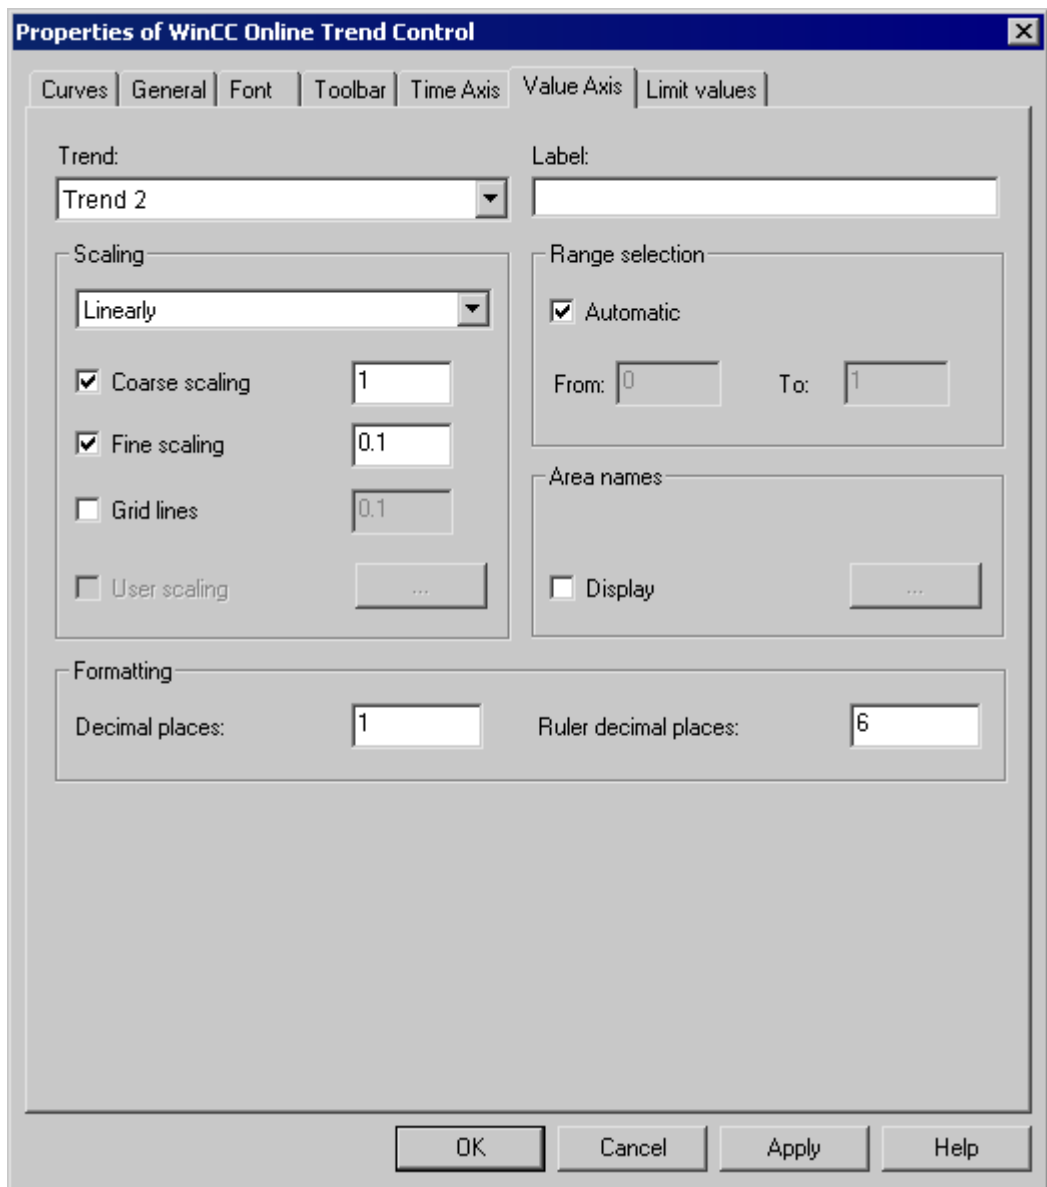 Properties of WinCC Online Trend Control
Curves General Font Toolbar Time Axis Value Axis Limit values
Trend: Label:
Trend 2
Scaling Range selection
Linearly
Automatic
Coarse scaling 1
From: 0 To: 1
Fine scaling 0.1
Area names
Grid lines 0.1
User scaling ... Display ...
Formatting
Decimal places: 1 Ruler decimal places: 6
OK Cancel Apply Help